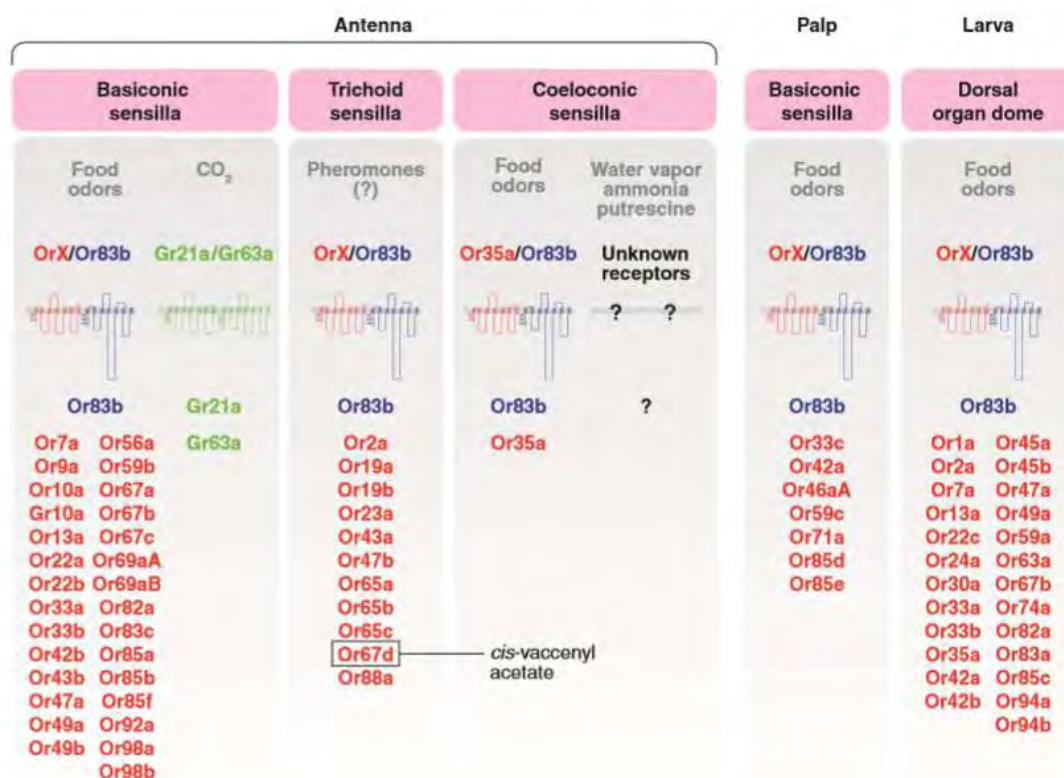 Antenna
Palp
Larva
Basiconic
sensilla
Trichoid
sensilla
Coeloconic
sensilla
Basiconic
sensilla
Dorsal
organ dome
Food
odors
CO2
Pheromones
(?)
Food
odors
Water vapor
ammonia
putrescine
Food
odors
Food
odors
OrX/Or83b
Gr21a/Gr63a
OrX/Or83b
Or35a/Or83b
Unknown
receptors
OrX/Or83b
OrX/Or83b
? ?
Or83b
Gr21a
Gr63a
Or83b
Or83b
?
Or83b
Or83b
Or7a Or56a
Or9a Or59b
Or10a Or67a
Gr10a Or67b
Or13a Or67c
Or22a Or69aA
Or22b Or69aB
Or33a Or82a
Or33b Or83c
Or42b Or85a
Or43b Or85b
Or47a Or85f
Or49a Or92a
Or49b Or98a
Or98b
Or2a
Or19a
Or19b
Or23a
Or43a
Or47b
Or65a
Or65b
Or65c
Or67d
Or88a
cis-vaccenyl
acetate
Or35a
Or33c
Or42a
Or46aA
Or59c
Or71a
Or85d
Or85e
Or1a Or45a
Or2a Or45b
Or7a Or47a
Or13a Or49a
Or22c Or59a
Or24a Or63a
Or30a Or67b
Or33a Or74a
Or33b Or82a
Or35a Or83a
Or42a Or85c
Or42b Or94a
Or94b